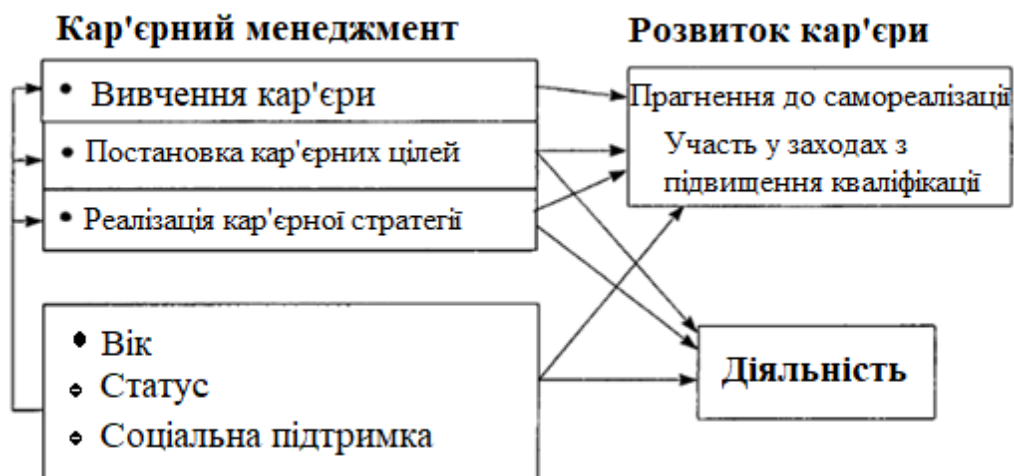 Кар'єрний менеджмент
Розвиток кар'єри
Вивчення кар'єри
Постановка кар'єрних цілей
Реалізація кар'єрної стратегії
Прагнення до самореалізації
Участь у заходах з
підвищення кваліфікації
Вік
Статус
Соціальна підтримка
Діяльність